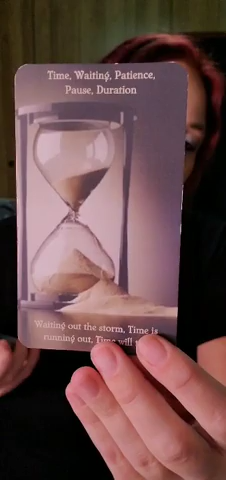 Time, Waiting, Patience,
Pause, Duration
Waiting out the storm, Time is
running out, Time will